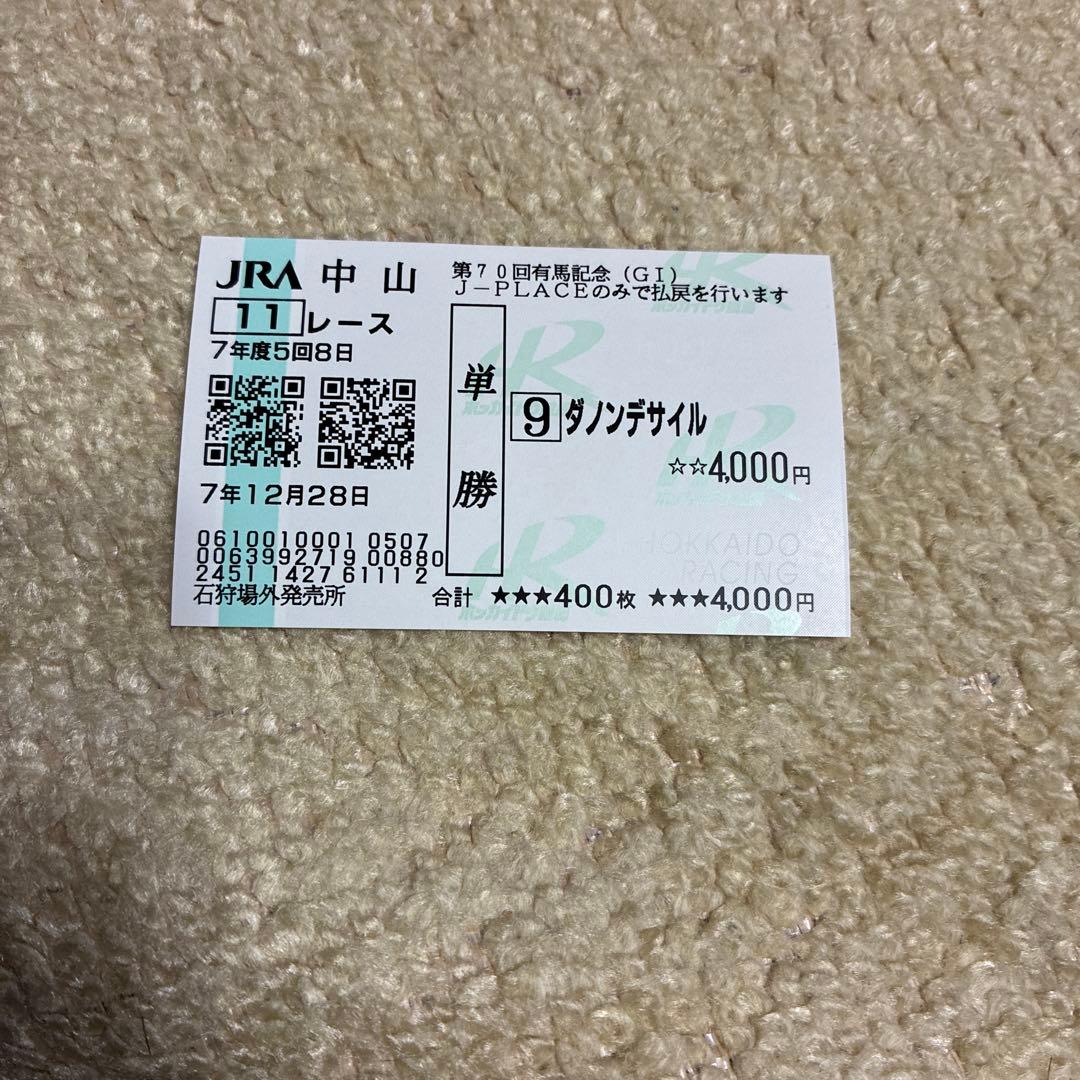 JRA 中山
第70回有馬記念(GI)
J-PLACEのみで払戻を行います
11レース
7年度5回8日
単勝
9 ダノンデサイル
☆☆4,000円
7年12月28日
0610010001 0507
0063992719 00880
2451 1427 6111 2
石狩場外発売所
合計 ★★★400枚 ★★★4,000円
HOKKAIDO
RACING